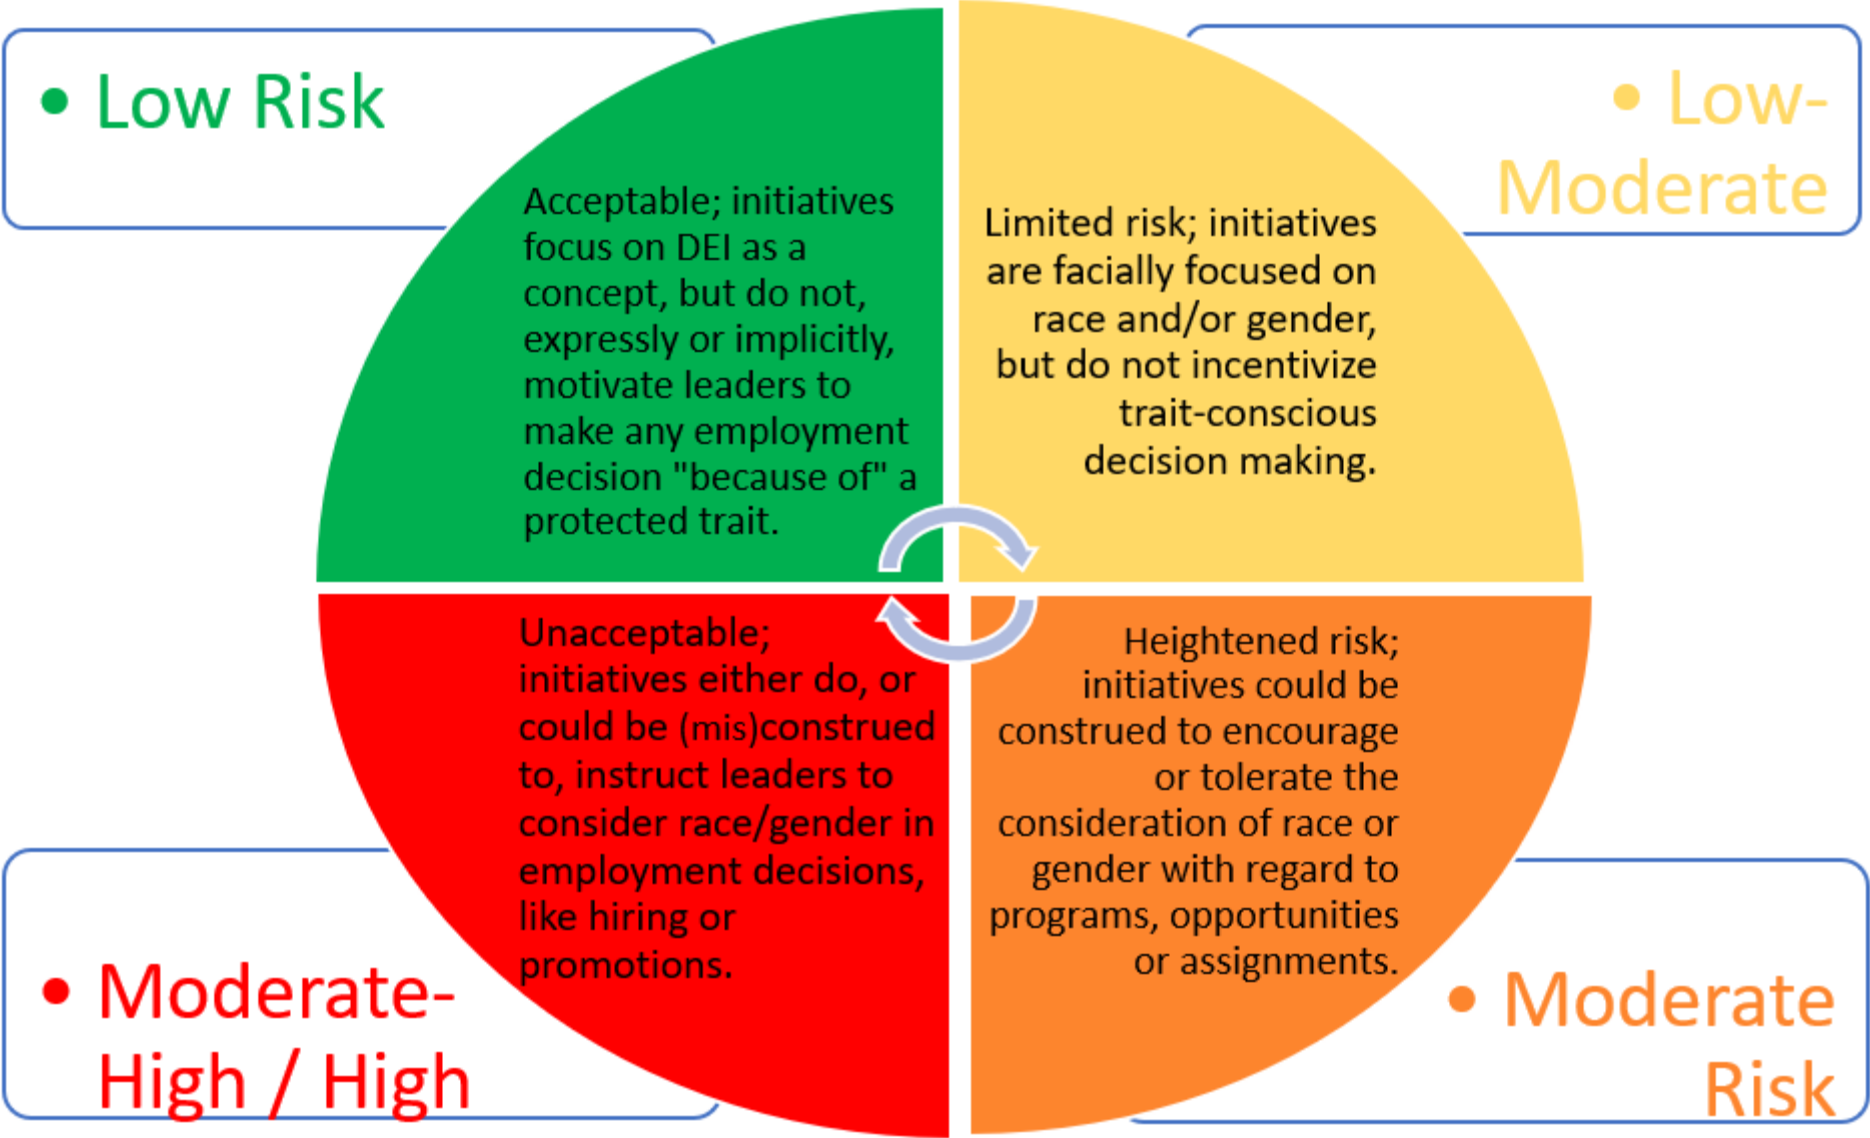 • Low Risk
Acceptable; initiatives
focus on DEI as a
concept, but do not,
expressly or implicitly,
motivate leaders to
make any employment
decision "because of" a
protected trait.
• Low-
Moderate
Limited risk; initiatives
are facially focused on
race and/or gender,
but do not incentivize
trait-conscious
decision making.
Unacceptable;
initiatives either do, or
could be (mis)construed
to, instruct leaders to
consider race/gender in
employment decisions,
like hiring or
promotions.
• Moderate-
High / High
Heightened risk;
initiatives could be
construed to encourage
or tolerate the
consideration of race or
gender with regard to
programs, opportunities
or assignments.
• Moderate
Risk